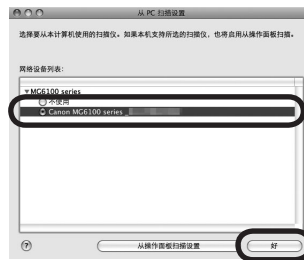 从 PC 扫描设置
选择要从本计算机使用的扫描仪。如果本机支持所选的扫描仪，也将启用从操作面板扫描。
网络设备列表:
MG6100 series
不使用
Canon MG6100 series _
?
从操作面板扫描设置
好